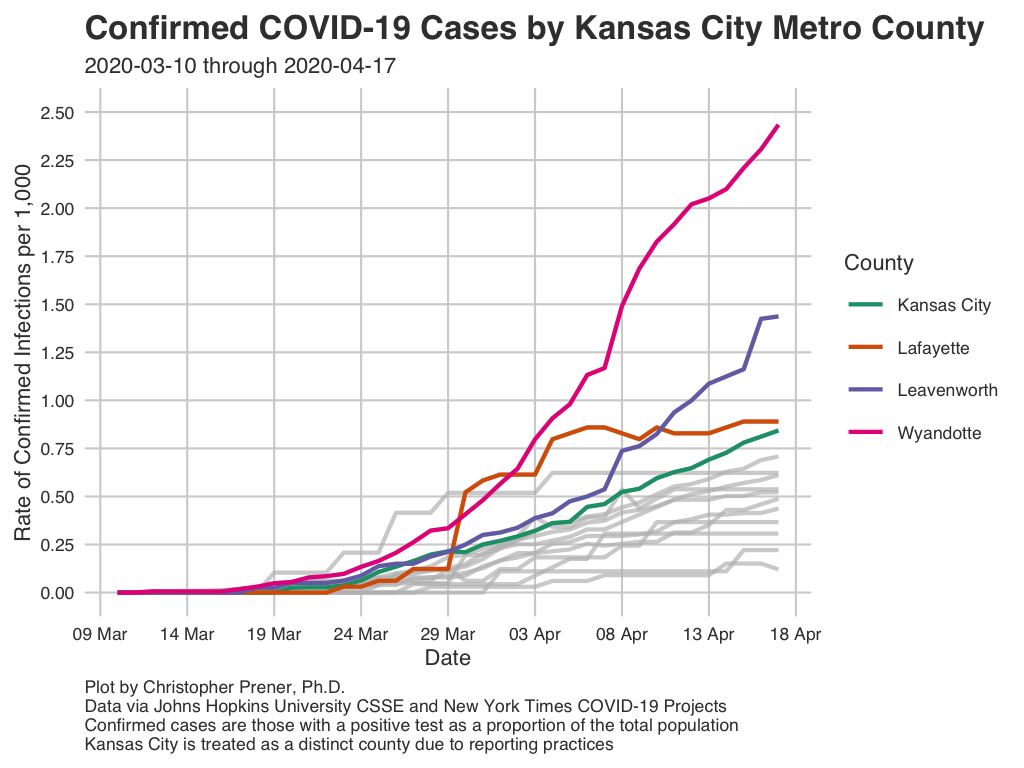 Confirmed COVID-19 Cases by Kansas City Metro County
2020-03-10 through 2020-04-17
Rate of Confirmed Infections per 1,000
2.50
2.25
2.00
1.75
1.50
1.25
1.00
0.75
0.50
0.25
0.00
09 Mar
14 Mar
19 Mar
24 Mar
29 Mar
03 Apr
08 Apr
13 Apr
18 Apr
Date
County
Kansas City
Lafayette
Leavenworth
Wyandotte
Plot by Christopher Prener, Ph.D.
Data via Johns Hopkins University CSSE and New York Times COVID-19 Projects
Confirmed cases are those with a positive test as a proportion of the total population
Kansas City is treated as a distinct county due to reporting practices